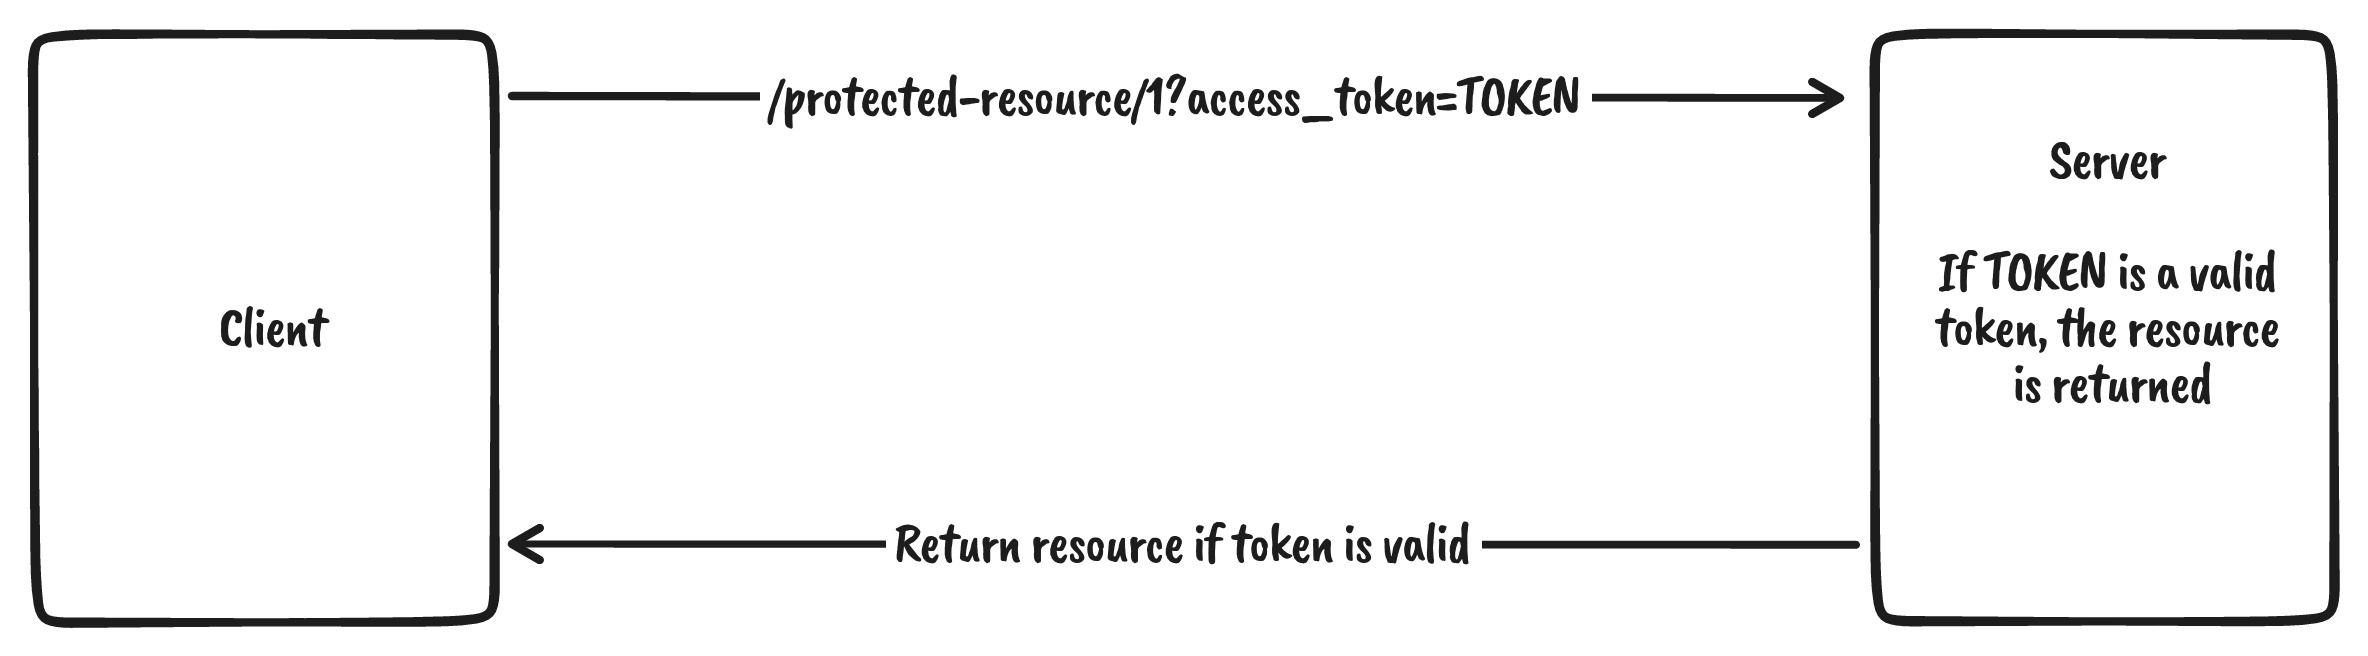 /protected-resource/1?access_token=TOKEN
Client
Server
If TOKEN is a valid
token, the resource
is returned
Return resource if token is valid